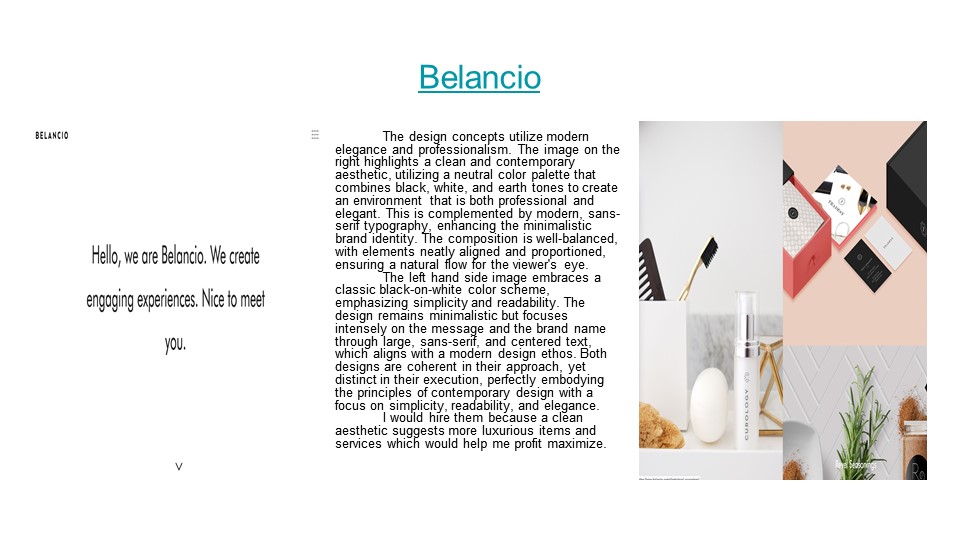 Belancio
BELANCIO
Hello, we are Belancio. We create
engaging experiences. Nice to meet
you.
The design concepts utilize modern
elegance and professionalism. The image on the
right highlights a clean and contemporary
aesthetic, utilizing a neutral color palette that
combines black, white, and earth tones to create
an environment that is both professional and
elegant. This is complemented by modern, sans-
serif typography, enhancing the minimalistic
brand identity. The composition is well-balanced,
with elements neatly aligned and proportioned,
ensuring a natural flow for the viewer's eye.
The left hand side image embraces a
classic black-on-white color scheme,
emphasizing simplicity and readability. The
design remains minimalistic but focuses
intensely on the message and the brand name
through large, sans-serif, and centered text,
which aligns with a modern design ethos. Both
designs are coherent in their approach, yet
distinct in their execution, perfectly embodying
the principles of contemporary design with a
focus on simplicity, readability, and elegance.
I would hire them because a clean
aesthetic suggests more luxurious items and
services which would help me profit maximize.
CUROLOGY
Seasonings